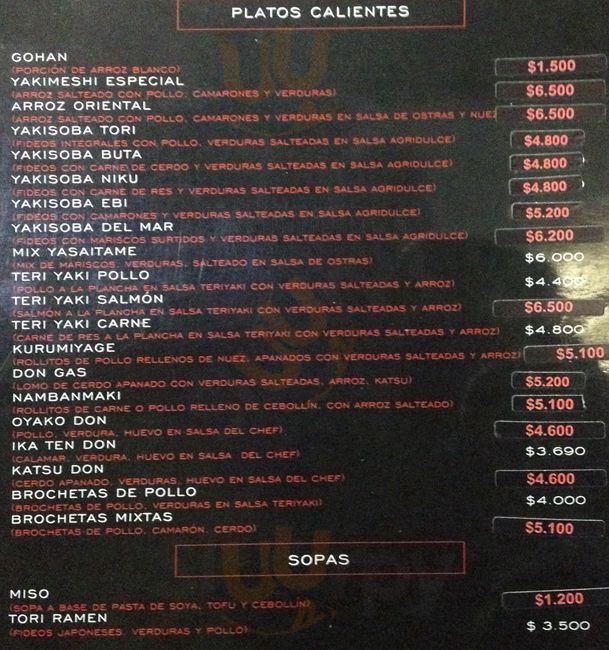 PLATOS CALIENTES
GOHAN
(PORCIÓN DE ARROZ BLANCO) $1.500
YAKIMESHI ESPECIAL
(ARROZ SALTEADO CON POLLO, CAMARONES Y VERDURAS) $6.500
ARROZ ORIENTAL
(ARROZ SALTEADO CON POLLO, CAMARONES Y VERDURAS EN SALSA DE OSTRAS Y NUEZ $6.500
YAKISOBA TORI
(FIDEOS INTEGRALES CON POLLO, VERDURAS SALTEADAS EN SALSA AGRIDULCE) $4.800
YAKISOBA BUTA
(FIDEOS CON CARNE DE CERDO Y VERDURAS SALTEADAS EN SALSA AGRIDULCE) $4.800
YAKISOBA NIKU
(FIDEOS CON CARNE DE RES Y VERDURAS SALTEADAS EN SALSA AGRIDULCE) $4.800
YAKISOBA EBI
(FIDEOS CON CAMARONES Y VERDURAS SALTEADAS EN SALSA AGRIDULCE) $5.200
YAKISOBA DEL MAR
(FIDEOS CON MARISCOS SURTIDOS Y VERDURAS SALTEADAS EN SALSA AGRIDULCE) $6.200
MIX YASAITAME
(MIX DE MARISCOS, VERDURAS, SALTEADO EN SALSA DE OSTRAS) $6.000
TERI YAKI POLLO
(POLLO A LA PLANCHA EN SALSA TERIYAKI CON VERDURAS SALTEADAS Y ARROZ) $4.400
TERI YAKI SALMÓN
(SALMÓN A LA PLANCHA EN SALSA TERIYAKI CON VERDURAS SALTEADAS Y ARROZ) $6.500
TERI YAKI CARNE
(CARNE DE RES A LA PLANCHA EN SALSA TERIYAKI CON VERDURAS SALTEADAS Y ARROZ) $4.800
KURUMIYAGE
(ROLLITOS DE POLLO RELLENOS DE NUEZ, APANADOS CON VERDURAS SALTEADAS Y ARROZ) $5.100
DON GAS
(LOMO DE CERDO APANADO CON VERDURAS SALTEADAS, ARROZ, KATSU) $5.200
NAMBANMAKI
(ROLLITOS DE CARNE O POLLO RELLENO DE CEBOLLÍN, CON ARROZ SALTEADO) $5.100
OYAKO DON
(POLLO, VERDURA, HUEVO EN SALSA DEL CHEF) $4.600
IKA TEN DON
(CALAMAR, VERDURA, HUEVO EN SALSA DEL CHEF) $3.690
KATSU DON
(CERDO APANADO, VERDURAS, HUEVO EN SALSA DEL CHEF) $4.600
BROCHETAS DE POLLO
(BROCHETAS DE POLLO, VERDURAS EN SALSA TERIYAKI) $4.000
BROCHETAS MIXTAS
(BROCHETAS DE POLLO, CAMARÓN, CERDO) $5.100
SOPAS
MISO
(SOPA A BASE DE PASTA DE SOYA, TOFU Y CEBOLLÍN) $1.200
TORI RAMEN
(FIDEOS JAPONESES, VERDURAS Y POLLO) $ 3.500